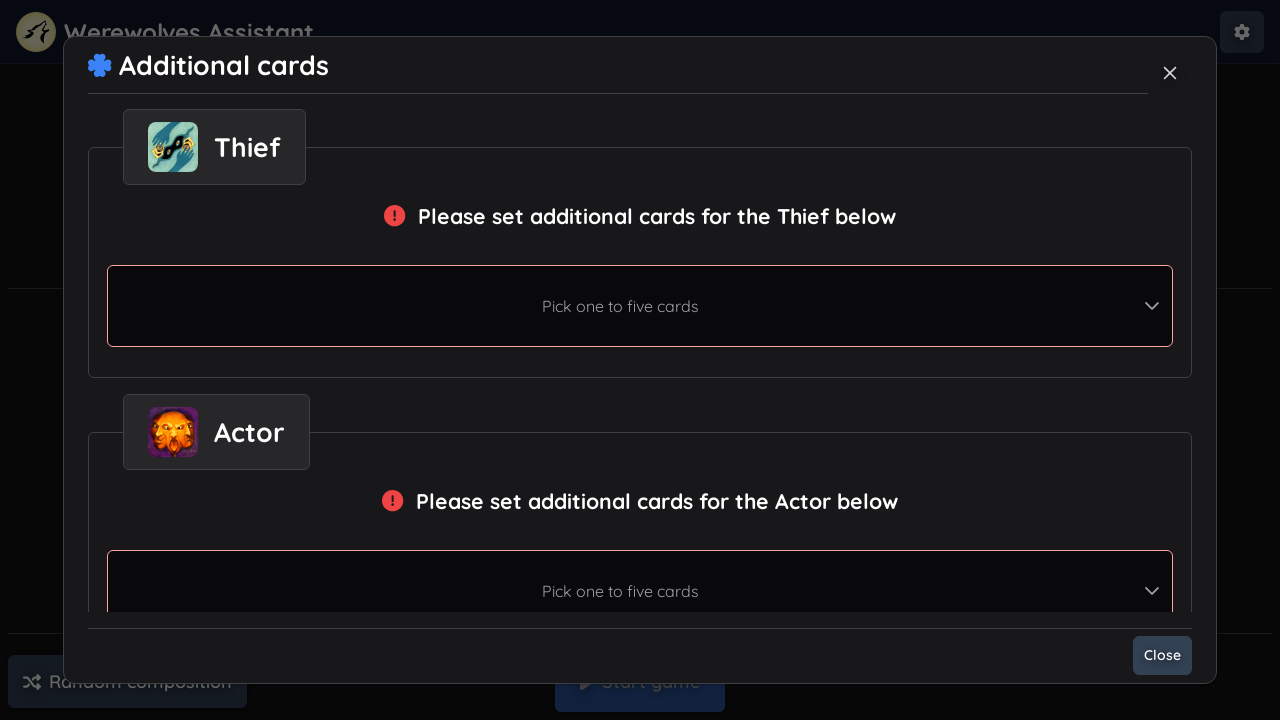 Werewolves Assistant
Additional cards
Thief
Please set additional cards for the Thief below
Pick one to five cards
Actor
Please set additional cards for the Actor below
Pick one to five cards
Close
Random composition
Start game